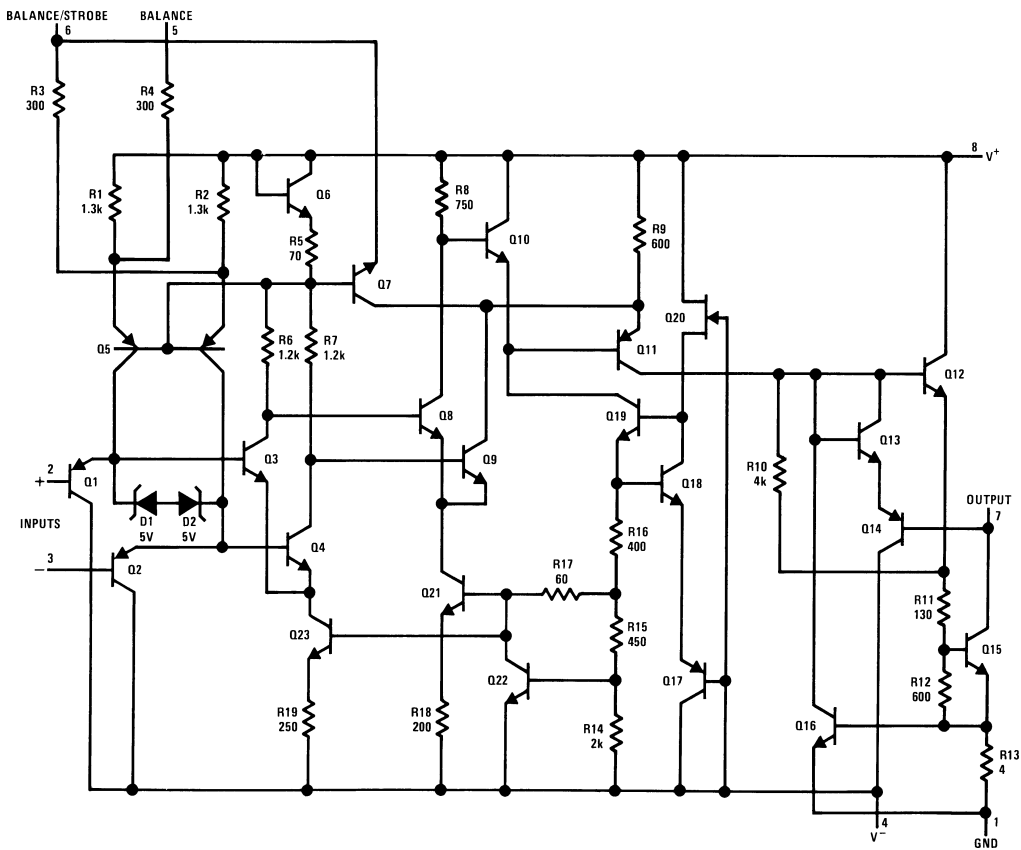 BALANCE/STROBE
6
BALANCE
5
R3
300
R4
300
8
V+
R1
1.3k
R2
1.3k
Q6
R5
70
R8
750
Q10
R9
600
Q7
Q20
Q5
R6
1.2k
R7
1.2k
Q11
Q12
Q8
Q19
Q13
2
+
Q1
Q3
Q9
Q18
R10
4k
OUTPUT
7
INPUTS
D1
5V
D2
5V
Q4
R16
400
Q14
3
–
Q2
R17
60
Q21
R11
130
Q23
R15
450
Q15
Q22
Q17
R12
600
R19
250
R18
200
R14
2k
Q16
R13
4
4
V–
1
GND